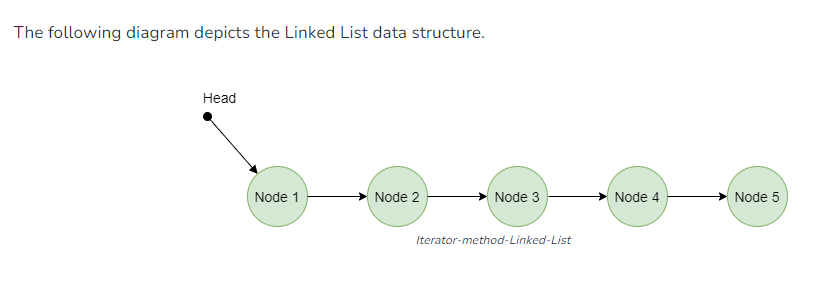 The following diagram depicts the Linked List data structure.
Head
Node 1
Node 2
Node 3
Node 4
Node 5
Iterator-method-Linked-List